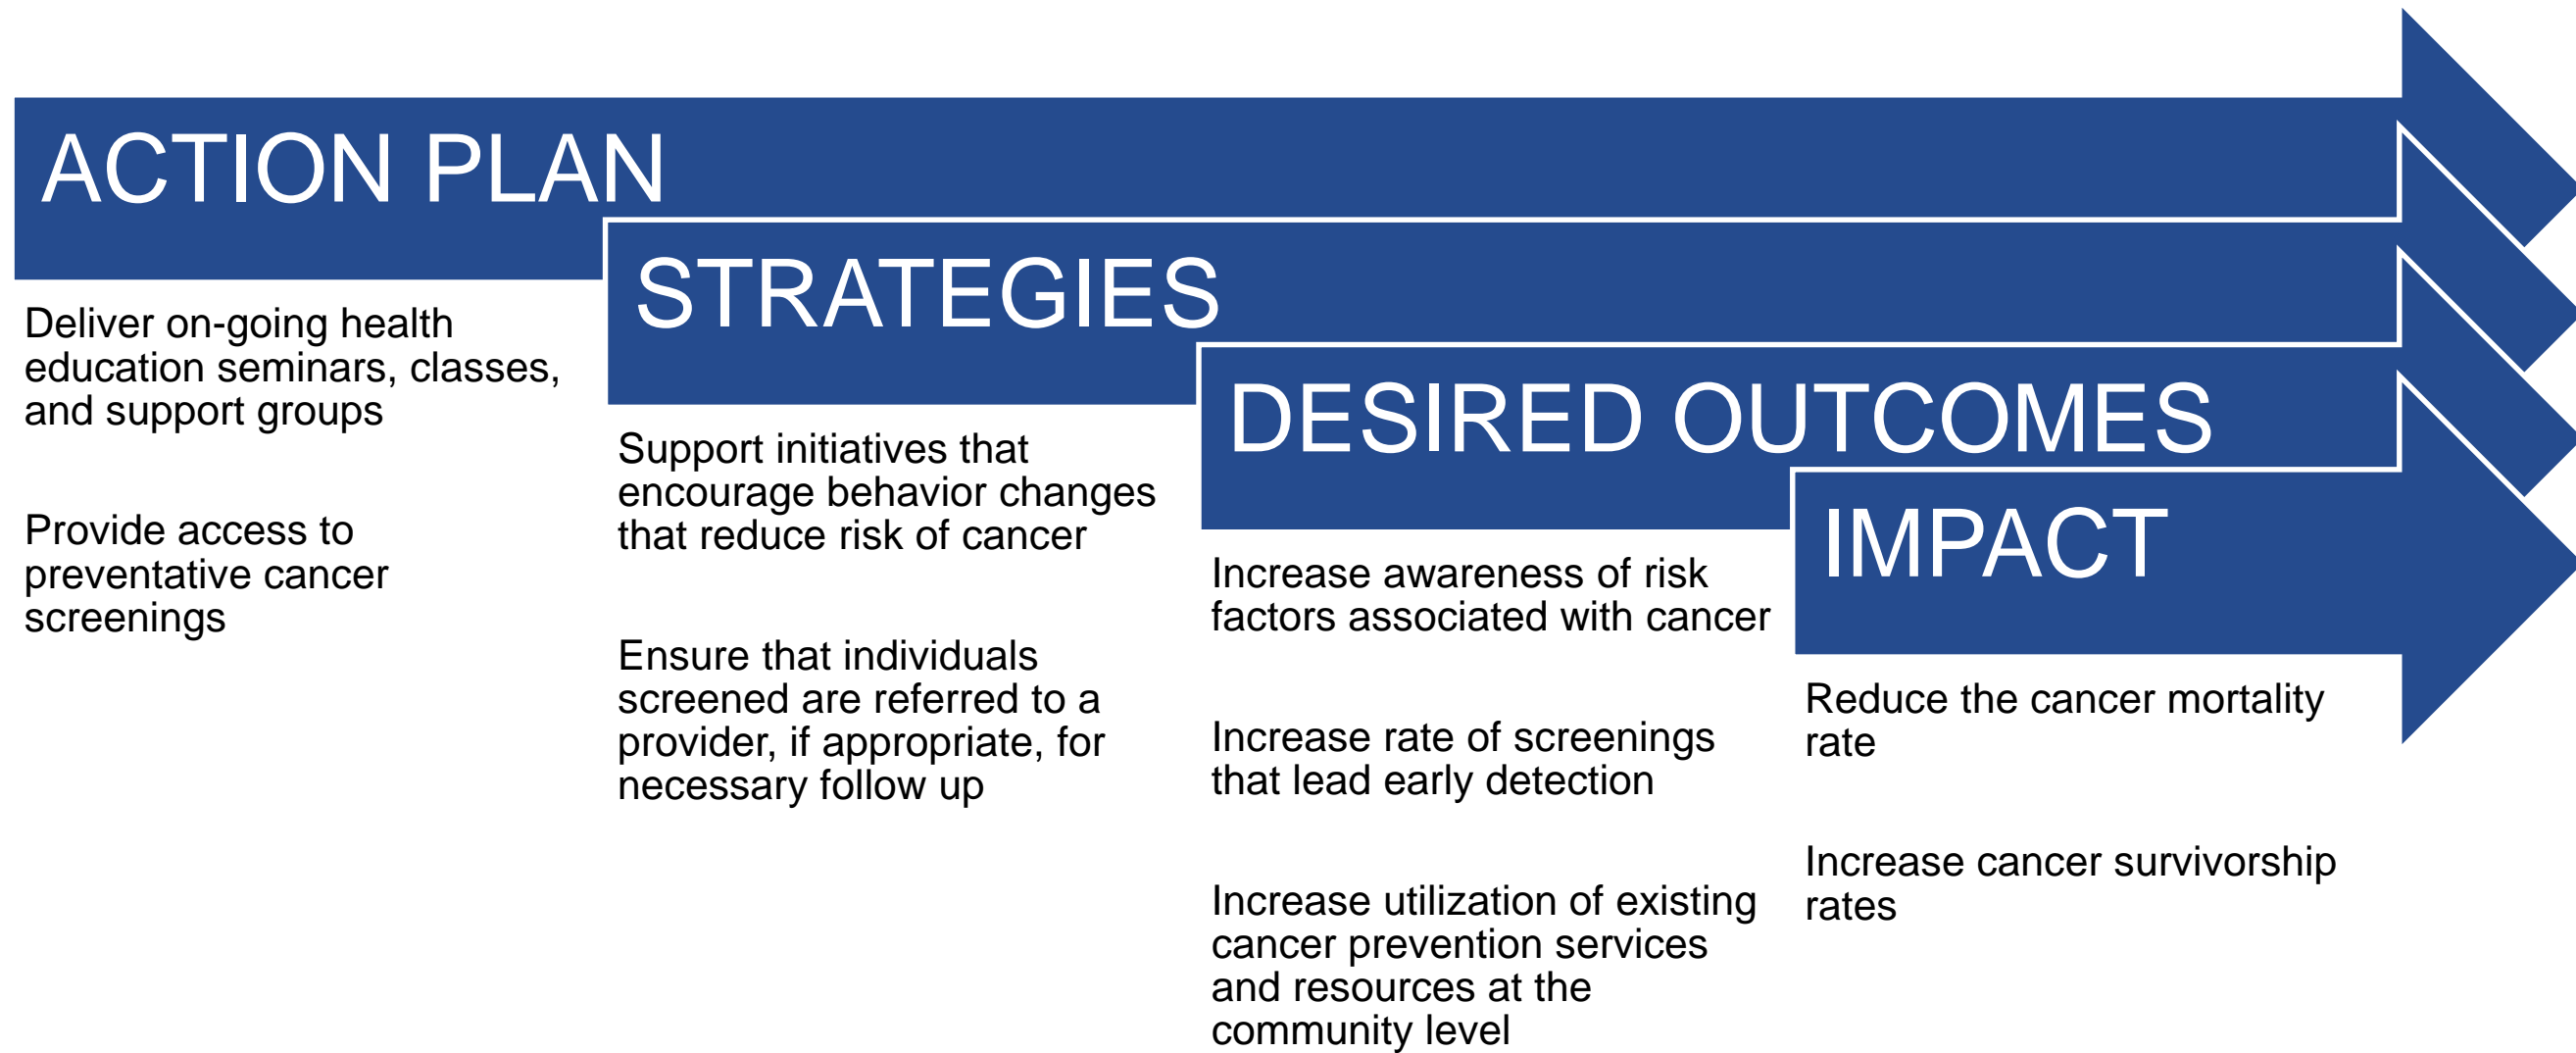 ACTION PLAN
Deliver on-going health
education seminars, classes,
and support groups
Provide access to
preventative cancer
screenings
STRATEGIES
Support initiatives that
encourage behavior changes
that reduce risk of cancer
Ensure that individuals
screened are referred to a
provider, if appropriate, for
necessary follow up
DESIRED OUTCOMES
Increase awareness of risk
factors associated with cancer
Increase rate of screenings
that lead early detection
Increase utilization of existing
cancer prevention services
and resources at the
community level
IMPACT
Reduce the cancer mortality
rate
Increase cancer survivorship
rates